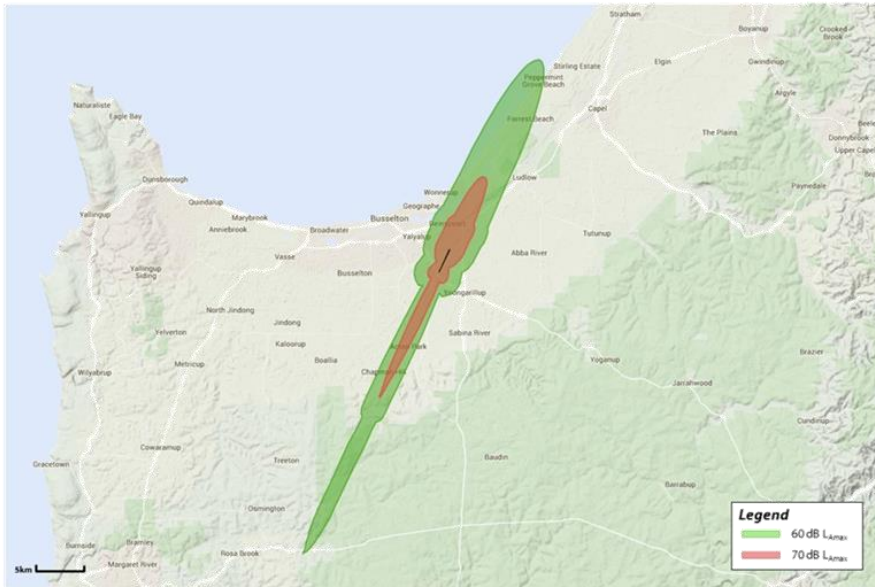 Stratham
Boyanup
Crooked
Brook
Stirling Estate
Elgin
Gwindinup
Peppermint
Grove Beach
Naturaliste
Eagle Bay
Capel
Argyle
Forrest Beach
The Plains
Donnybrook
Upper Capel
Dunsborough
Ludlow
Paynedale
Yallingup
Quindalup
Wonnerup
Marybrook
Geographe
Busselton
Anniebrook
Broadwater
Yalyalup
Tutunup
Abba River
Vasse
Yallingup
Siding
Busselton
Yoongarillup
North Jindong
Jindong
Sabina River
Yelverton
Kaloorup
Acton Park
Boallia
Yoganup
Brazier
Metricup
Wilyabrup
Chapman Hill
Jarrahwood
Cundinup
Cowaramup
Gracetown
Treeton
Baudin
Barrabup
Osmington
Legend
60 dB LAmax
70 dB LAmax
Burnside
Bramley
Rosa Brook
Margaret River
5km